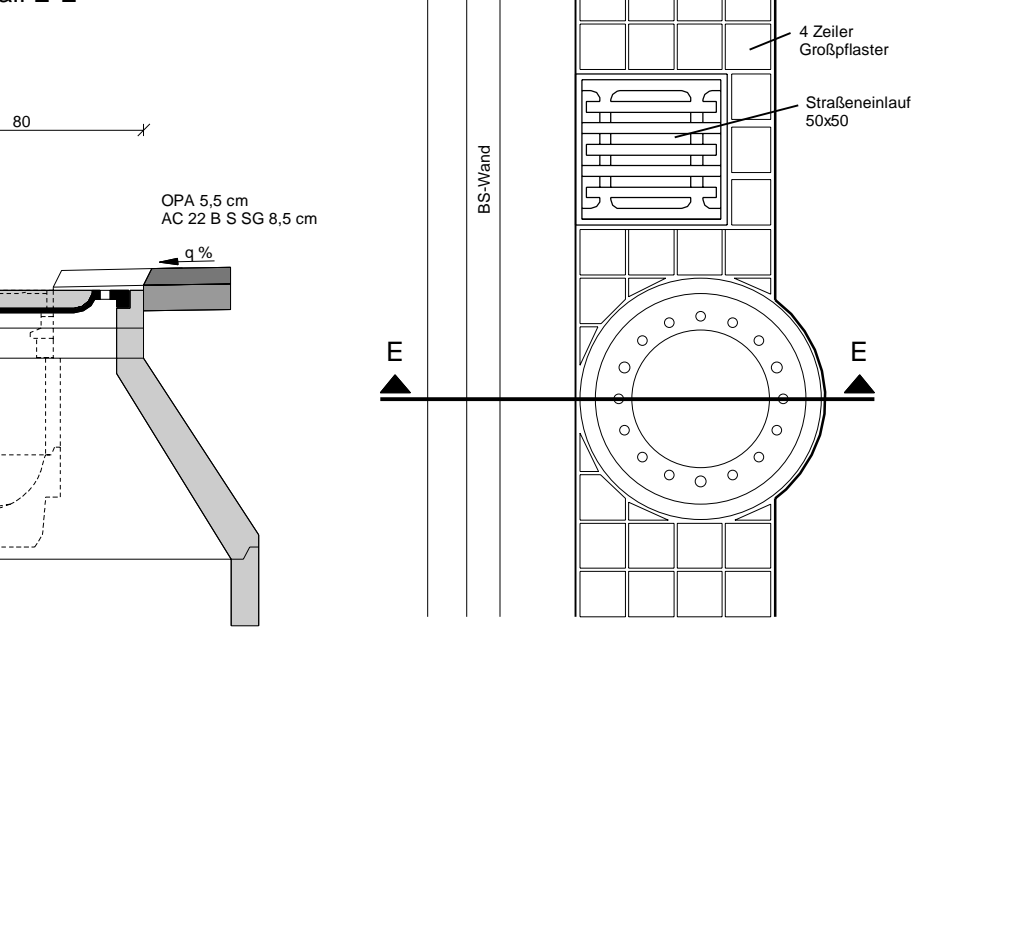 80
OPA 5,5 cm
AC 22 B S SG 8,5 cm
q %
4 Zeiler
Großpflaster
Straßeneinlauf
50x50
BS-Wand
E
E